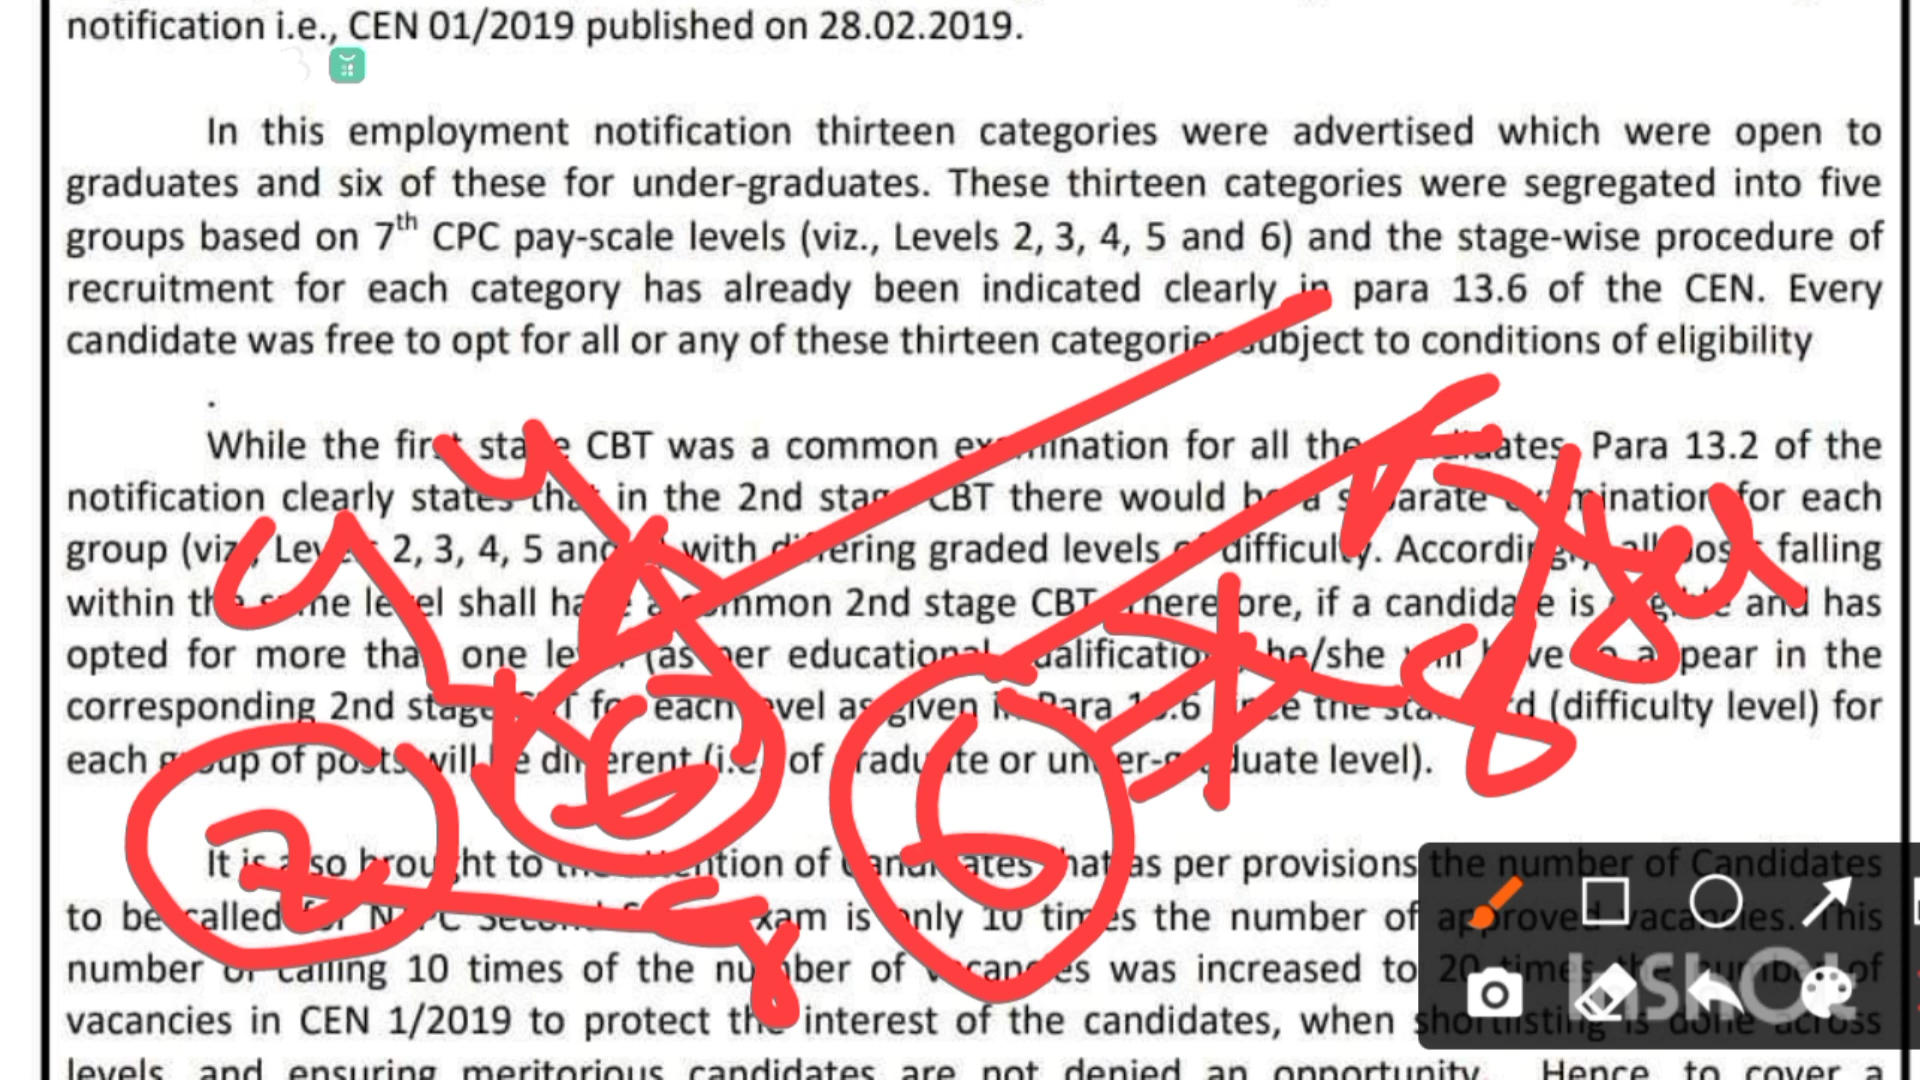 notification i.e., CEN 01/2019 published on 28.02.2019.
In this employment notification thirteen categories were advertised which were open to
graduates and six of these for under-graduates. These thirteen categories were segregated into five
groups based on 7th CPC pay-scale levels (viz., Levels 2, 3, 4, 5 and 6) and the stage-wise procedure of
recruitment for each category has already been indicated clearly in para 13.6 of the CEN. Every
candidate was free to opt for all or any of these thirteen categories subject to conditions of eligibility
.
While the first stage CBT was a common examination for all the candidates, Para 13.2 of the
notification clearly states that in the 2nd stage CBT there would be a separate examination for each
group (viz., Levels 2, 3, 4, 5 and with differing graded levels of difficulty. Accordingly all posts falling
within the same level shall have a common 2nd stage CBT. Therefore, if a candidate is eligible and has
opted for more than one level (as per educational qualification) he/she will have to appear in the
corresponding 2nd stage CBT for each level as given in Para 13.6 since the standard (difficulty level) for
each group of posts will be different (i.e. of graduate or under-graduate level).
2
6
6
It is also brought to the attention of Candidates that as per provisions the number of Candidates
to be called for NTPC Second Stage exam is only 10 times the number of approved vacancies. This
number of calling 10 times of the number of vacancies was increased to 20 times the number of
vacancies in CEN 1/2019 to protect the interest of the candidates, when shortlisting is done across
levels and ensuring meritorious candidates are not denied an opportunity. Hence to cover a
InShOt